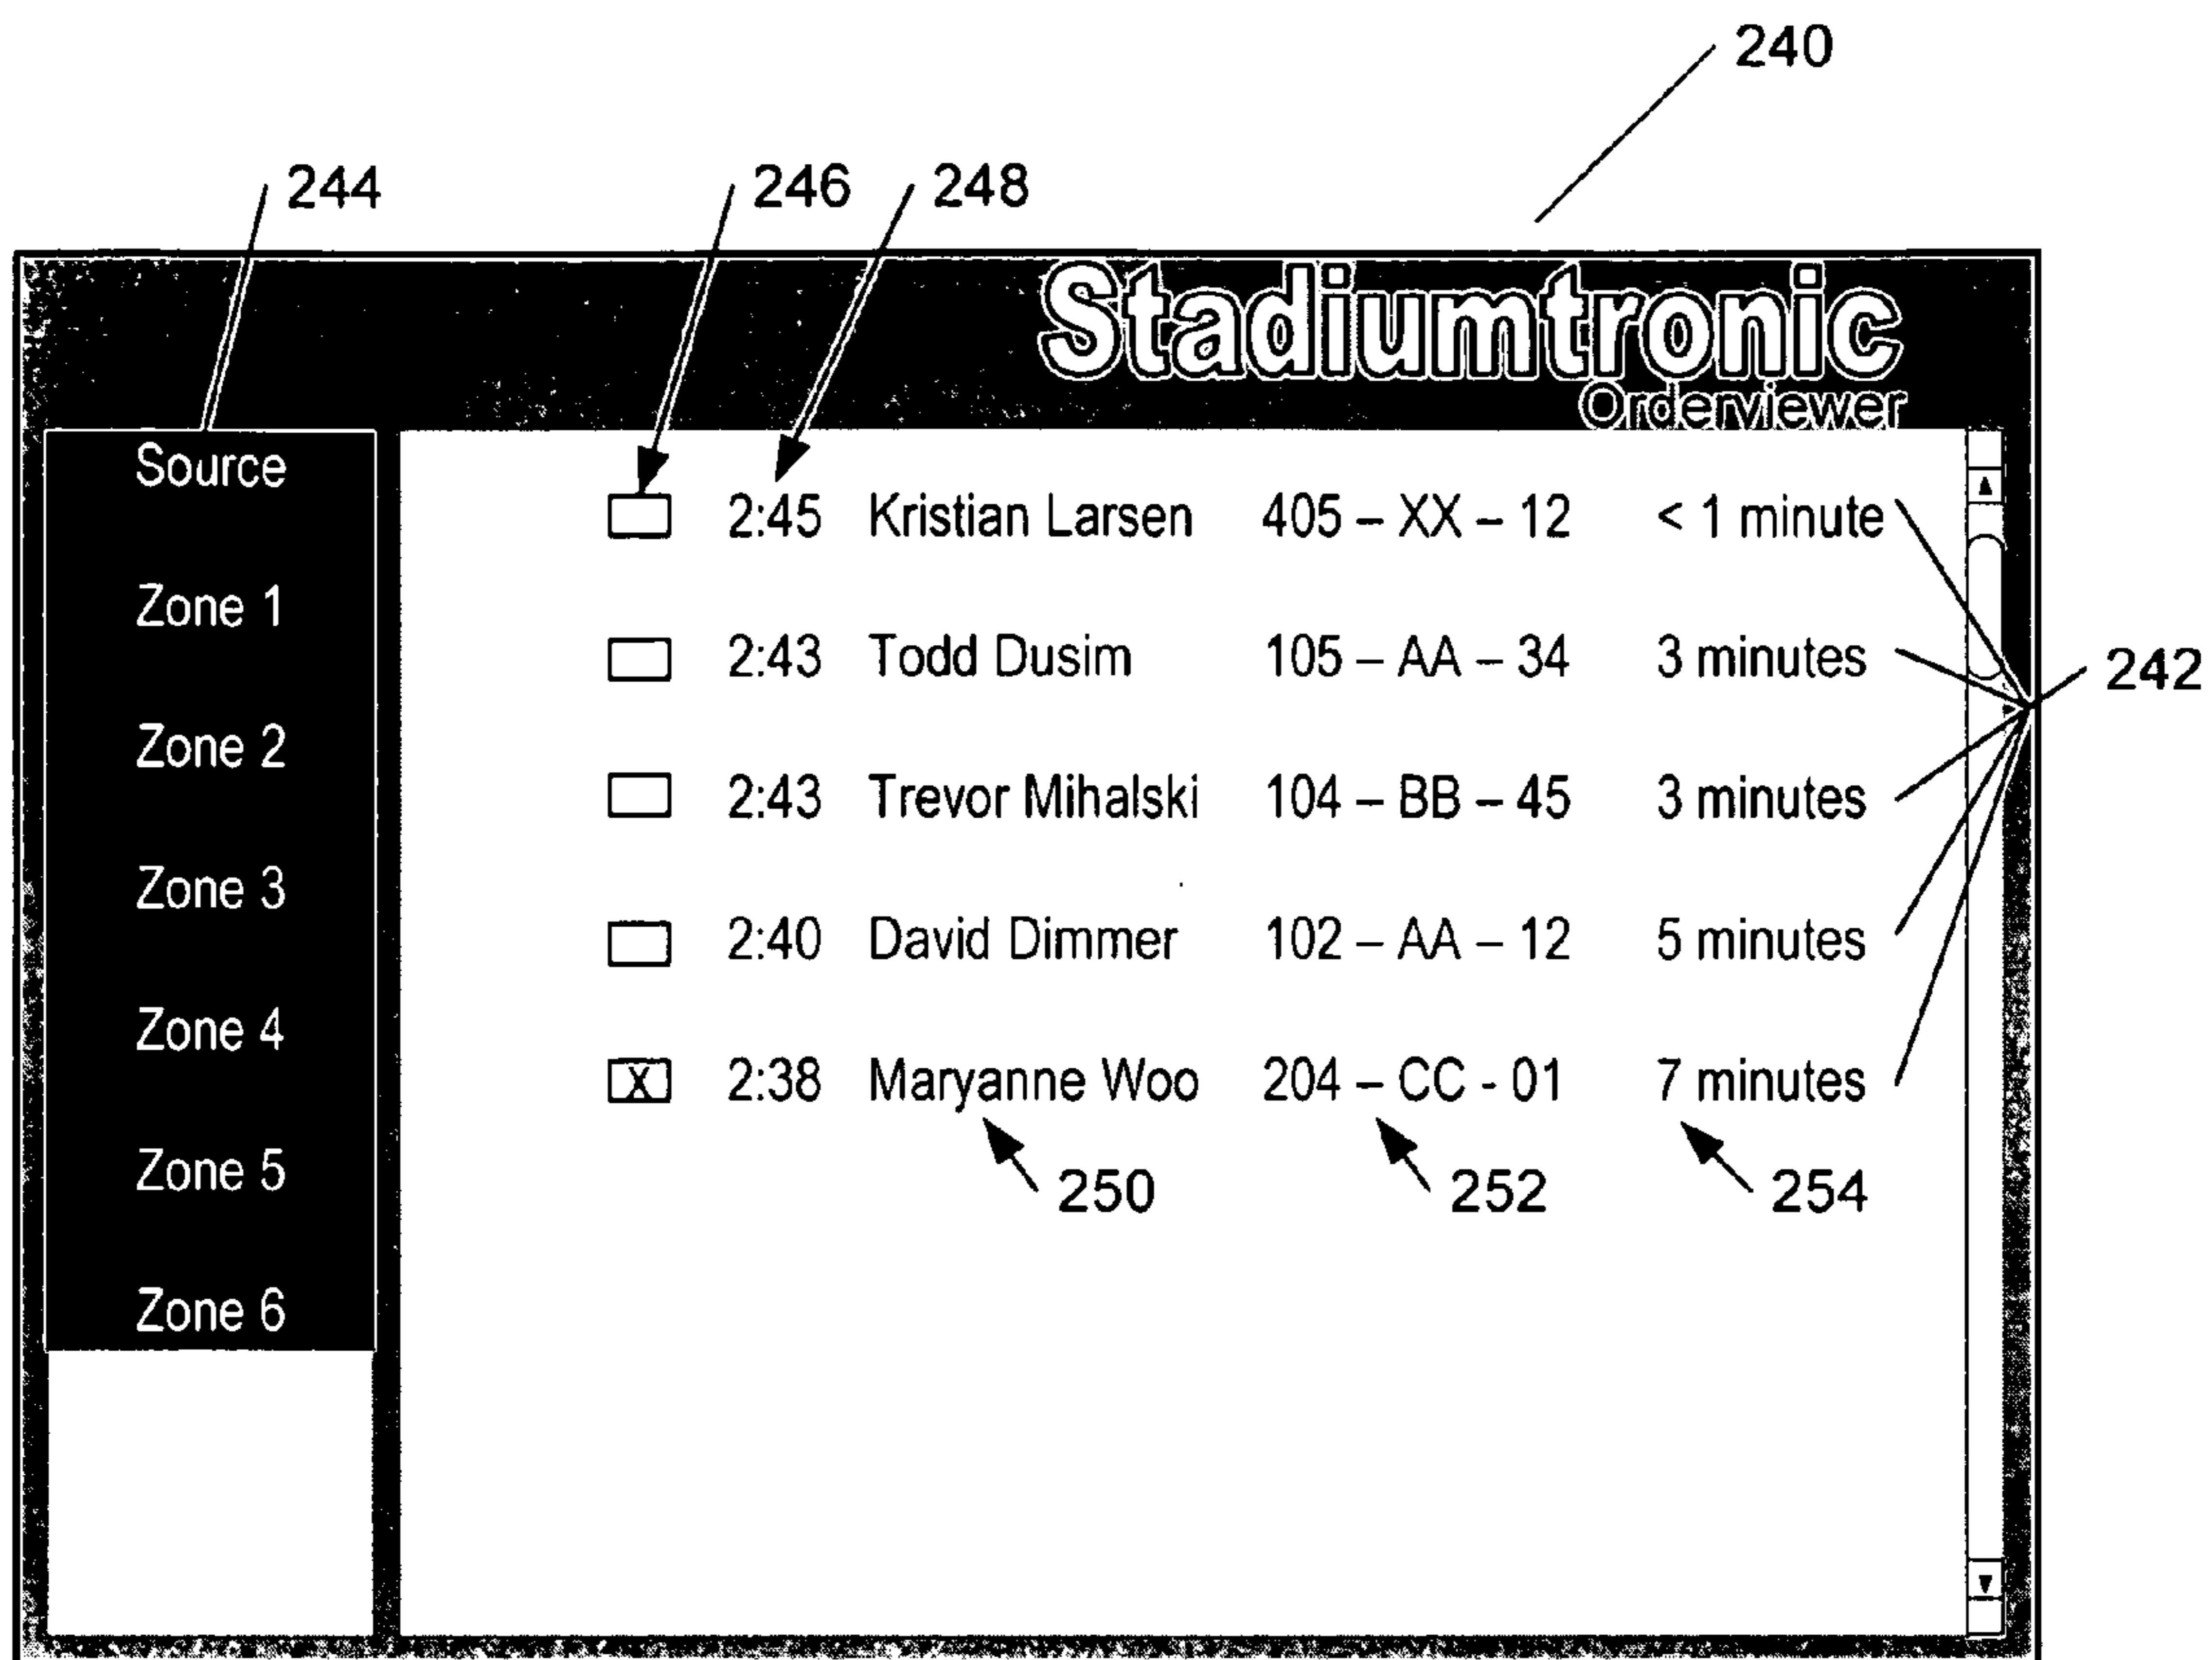 240
244 246 248
Stadiumtronic
Orderviewer
Source
Zone 1
Zone 2
Zone 3
Zone 4
Zone 5
Zone 6
2:45 Kristian Larsen 405 – XX – 12 < 1 minute
2:43 Todd Dusim 105 – AA – 34 3 minutes
242
2:43 Trevor Mihalski 104 – BB – 45 3 minutes
2:40 David Dimmer 102 – AA – 12 5 minutes
X 2:38 Maryanne Woo 204 – CC - 01 7 minutes
250 252 254